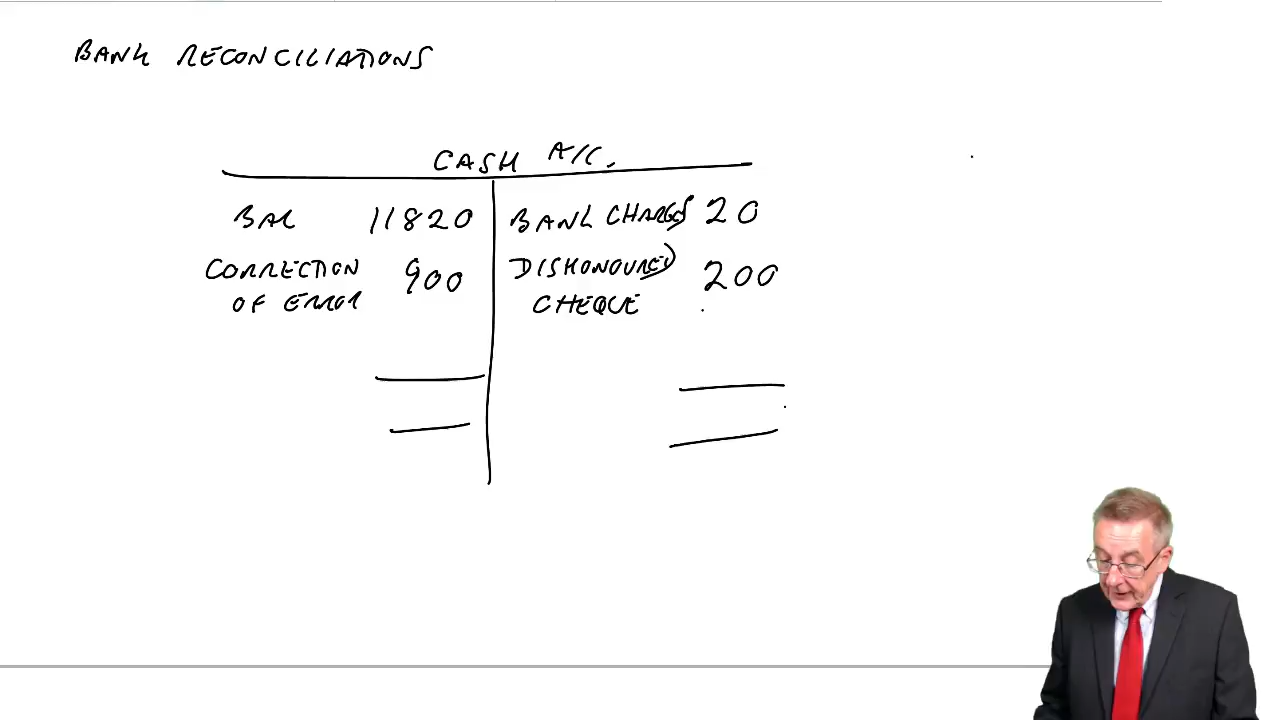 BANK RECONCILIATIONS
CASH A/C.
BAL 11820 BANK CHARGES 20
CORRECTION 900 DISHONOURED 200
OF ERROR CHEQUE